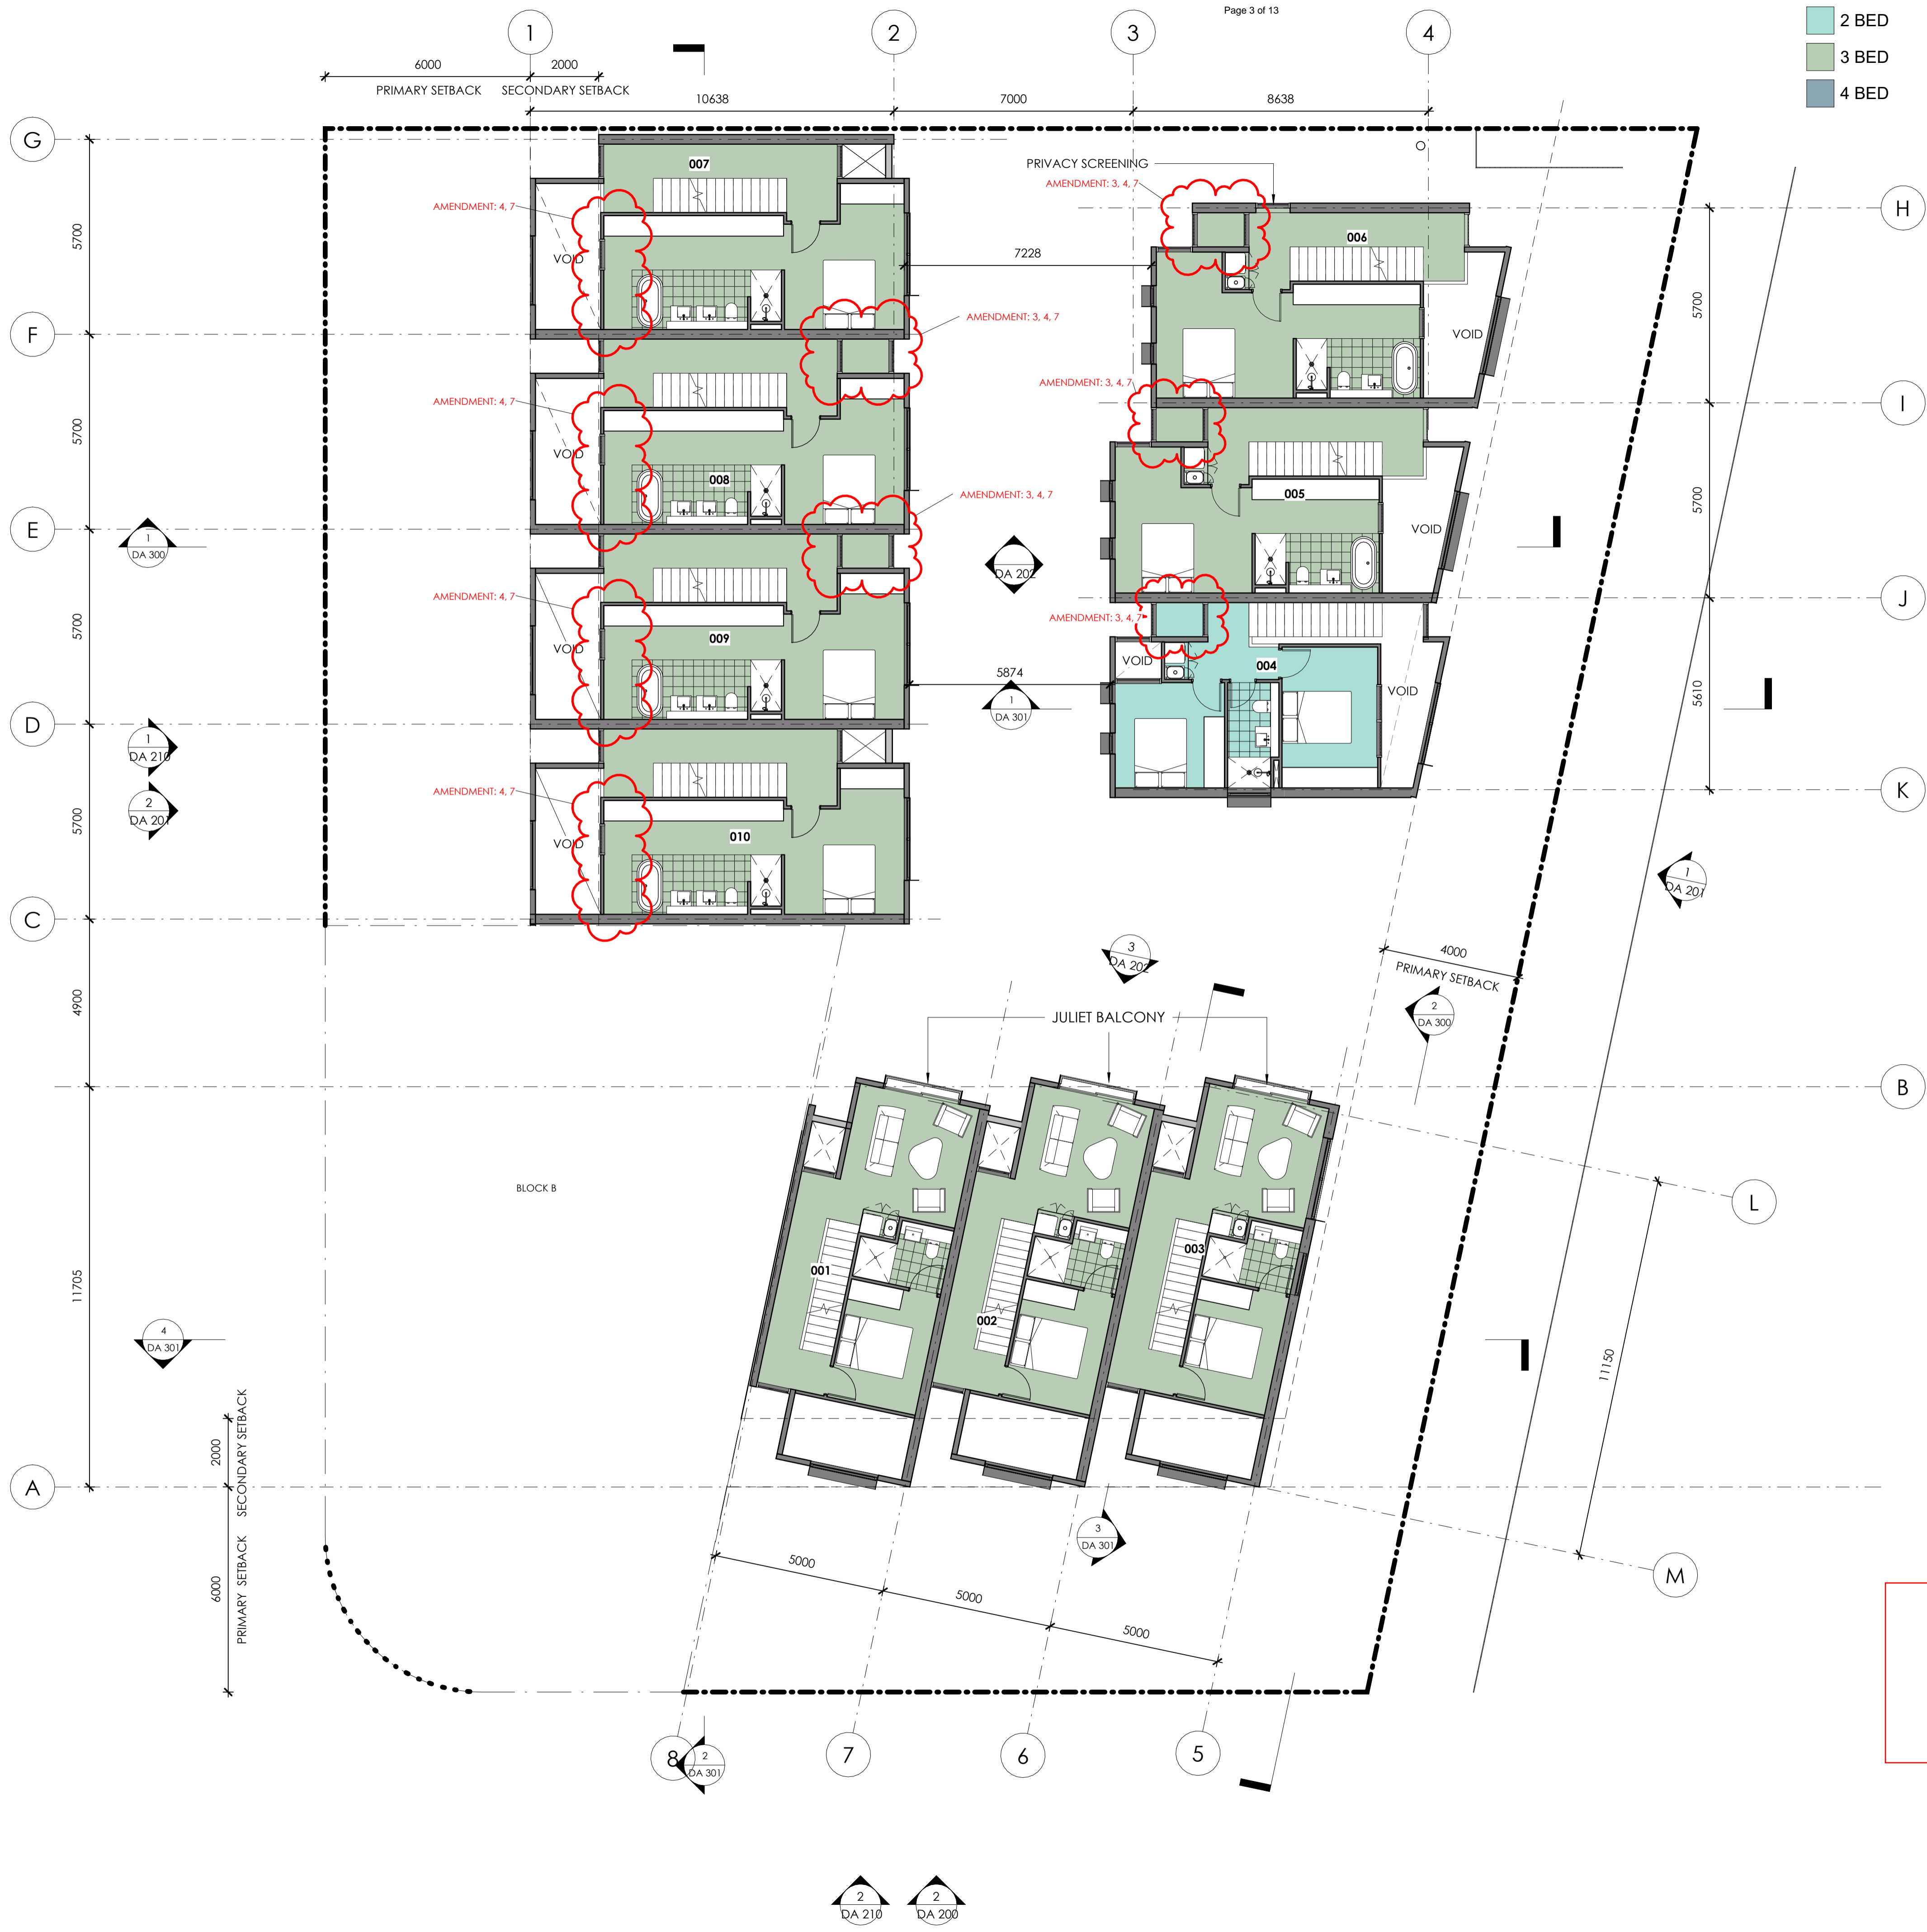 Page 3 of 13
2 BED
3 BED
4 BED
1
2
3
4
6000
2000
PRIMARY SETBACK
SECONDARY SETBACK
10638
7000
8638
G
007
PRIVACY SCREENING
AMENDMENT: 3, 4, 7
H
AMENDMENT: 4, 7
5700
VOID
006
7228
5700
F
AMENDMENT: 3, 4, 7
VOID
AMENDMENT: 3, 4, 7
I
AMENDMENT: 4, 7
5700
VOID
008
AMENDMENT: 3, 4, 7
005
5700
VOID
E
1
DA 300
DA 202
AMENDMENT: 4, 7
J
5700
009
VOID
AMENDMENT: 3, 4, 7
VOID
004
5874
VOID
5610
D
1
DA 301
1
DA 210
AMENDMENT: 4, 7
K
2
DA 201
5700
VOID
010
1
DA 201
C
3
DA 202
4000
PRIMARY SETBACK
4900
JULIET BALCONY
2
DA 300
B
L
BLOCK B
11705
001
002
003
4
DA 301
1150
11150
2000
SECONDARY SETBACK
A
6000
PRIMARY SETBACK
3
DA 301
5000
5000
5000
M
8
7
6
5
2
DA 301
2
DA 210
2
DA 200